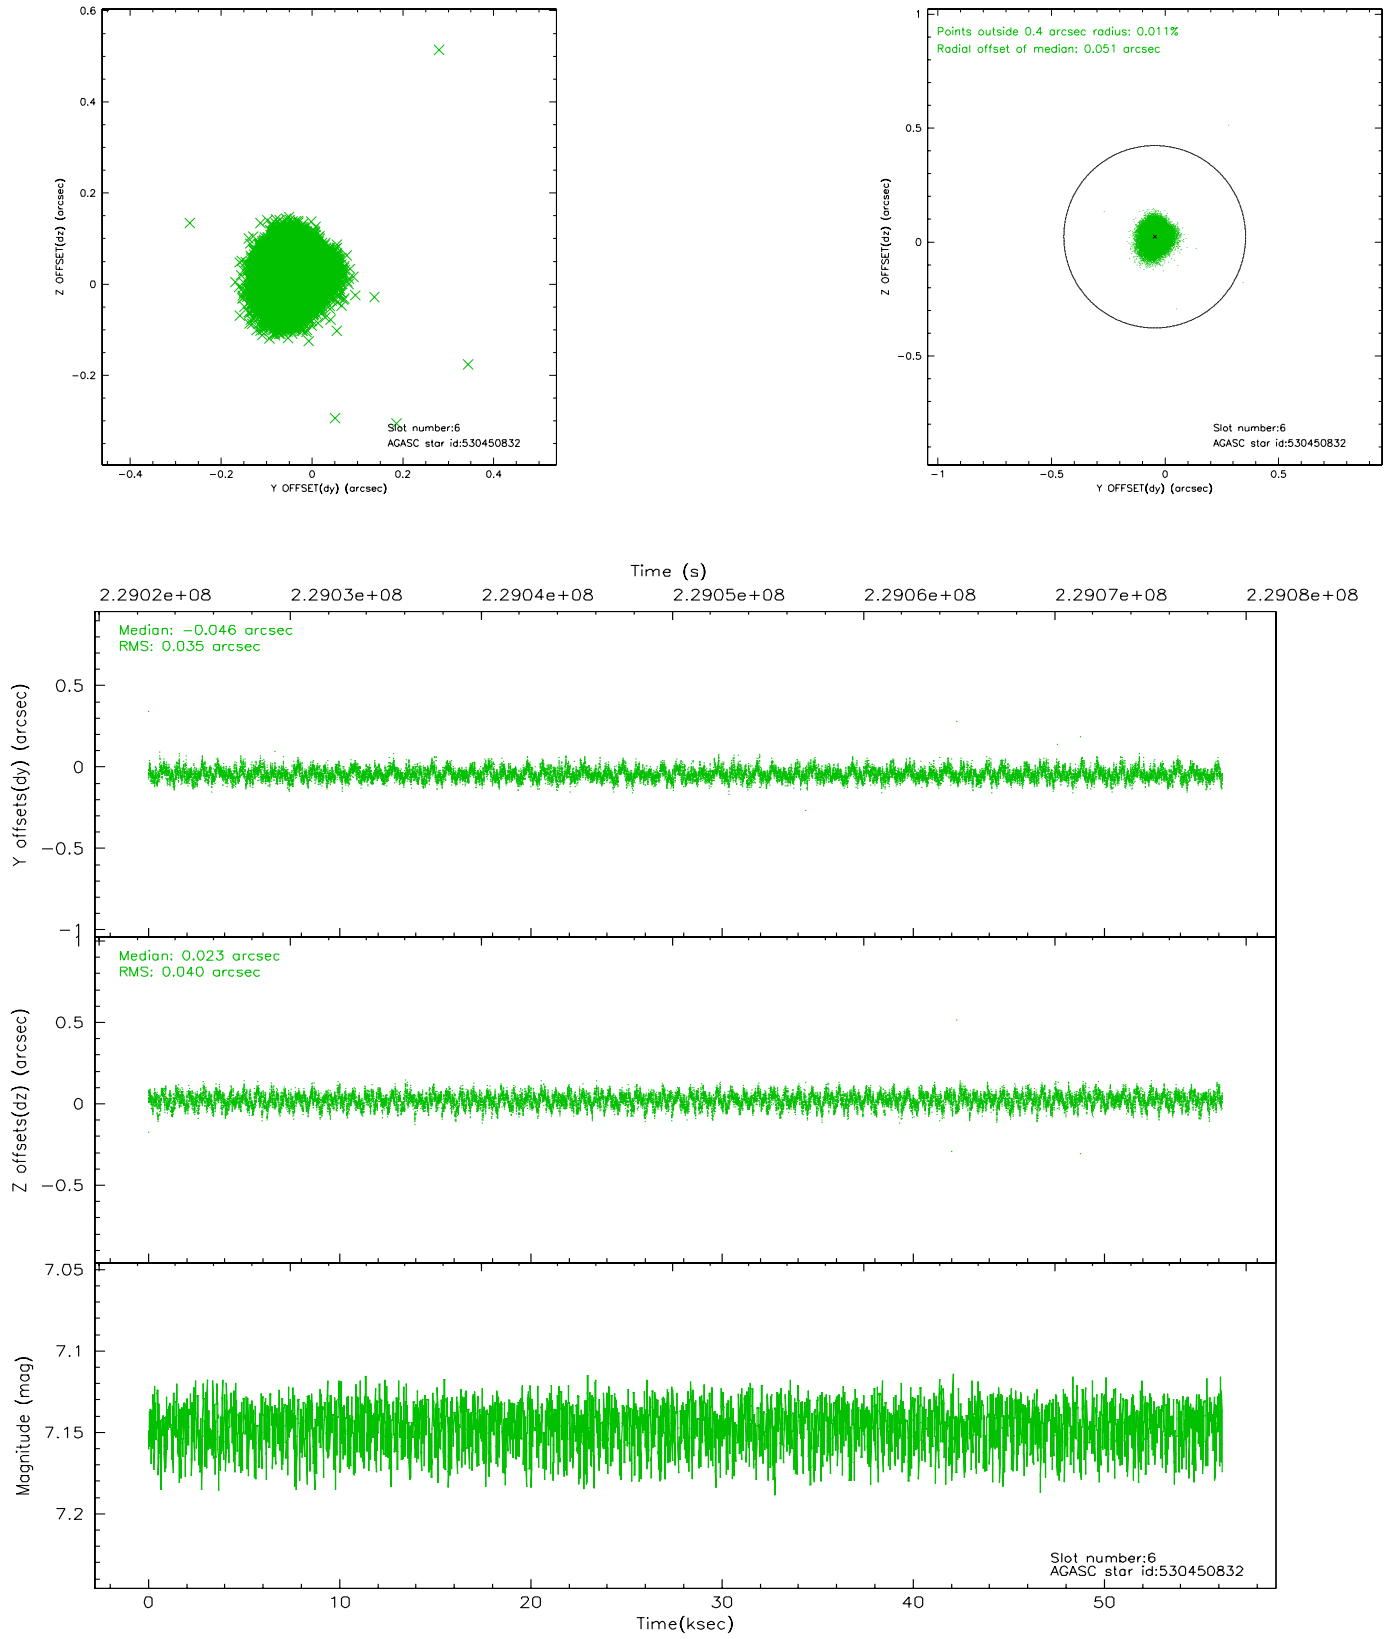 0.6
0.4
0.2
0
−0.2
Z OFFSET(dz) (arcsec)
−0.4
−0.2
0
0.2
0.4
Y OFFSET(dy) (arcsec)
Slot number:6
AGASC star id:530450832
Points outside 0.4 arcsec radius: 0.011%
Radial offset of median: 0.051 arcsec
1
0.5
0
−0.5
Z OFFSET(dz) (arcsec)
−1
−0.5
0
0.5
Y OFFSET(dy) (arcsec)
Slot number:6
AGASC star id:530450832
Time (s)
2.2902e+08 2.2903e+08 2.2904e+08 2.2905e+08 2.2906e+08 2.2907e+08 2.2908e+08
Median: −0.046 arcsec
RMS: 0.035 arcsec
0.5
0
−0.5
−1
Y offsets(dy) (arcsec)
Median: 0.023 arcsec
RMS: 0.040 arcsec
1
0.5
0
−0.5
Z offsets(dz) (arcsec)
7.05
7.1
7.15
7.2
Magnitude (mag)
Slot number:6
AGASC star id:530450832
0 10 20 30 40 50
Time(ksec)